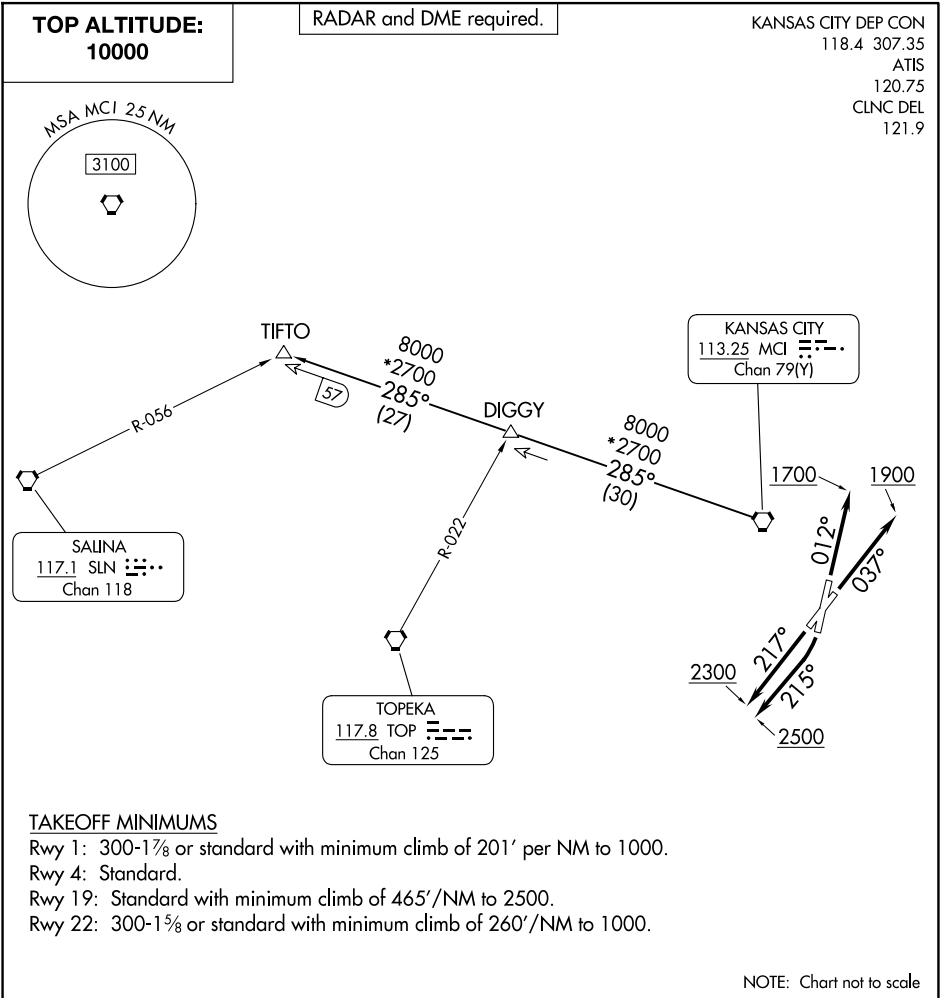 TOP ALTITUDE:
10000
RADAR and DME required.
KANSAS CITY DEP CON
118.4 307.35
ATIS
120.75
CLNC DEL
121.9
MSA MCI 25 NM
3100
TIFTO
8000
*2700
285°
(27)
57
DIGGY
8000
*2700
285°
(30)
KANSAS CITY
113.25 MCI
Chan 79(Y)
R-056
R-022
1700
1900
012°
037°
SALINA
117.1 SLN
Chan 118
217°
215°
2300
2500
TOPEKA
117.8 TOP
Chan 125
TAKEOFF MINIMUMS
Rwy 1: 300-1⅞ or standard with minimum climb of 201' per NM to 1000.
Rwy 4: Standard.
Rwy 19: Standard with minimum climb of 465'/NM to 2500.
Rwy 22: 300-1⅝ or standard with minimum climb of 260'/NM to 1000.
NOTE: Chart not to scale